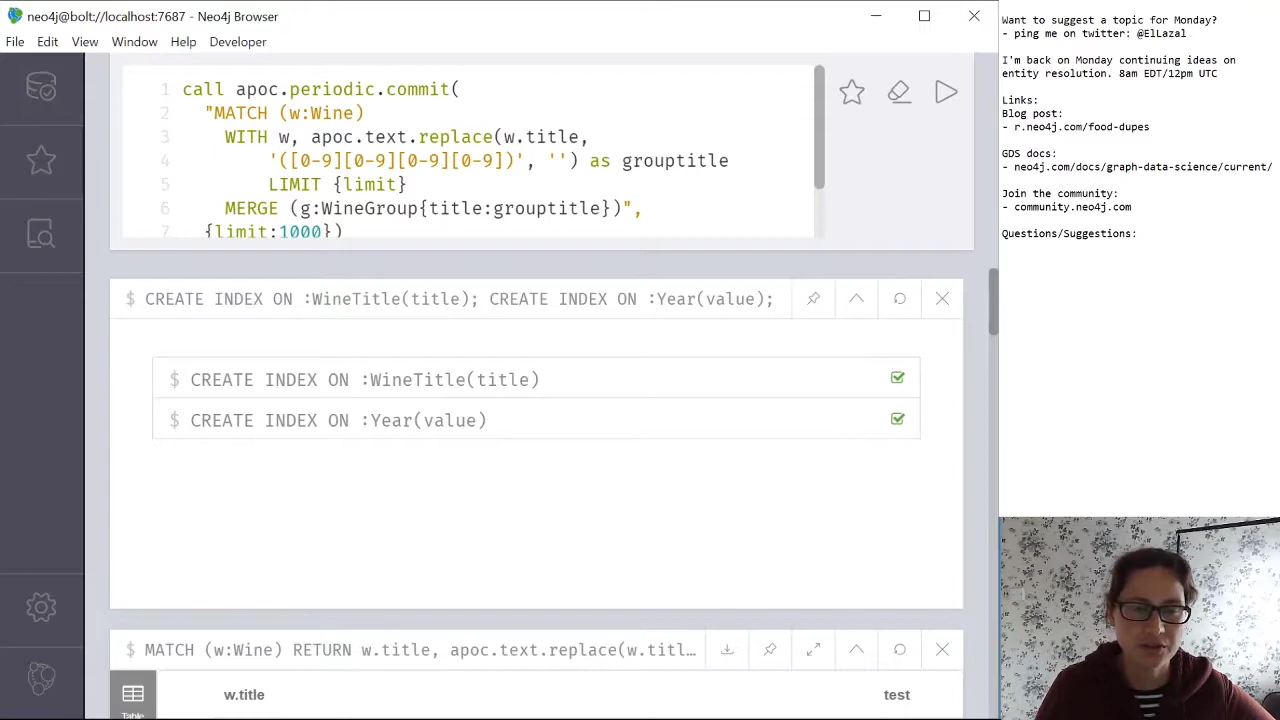 neo4j@bolt://localhost:7687 - Neo4j Browser
File Edit View Window Help Developer
1 call apoc.periodic.commit(
2 "MATCH (w:Wine)
3 WITH w, apoc.text.replace(w.title,
4 '([0-9][0-9][0-9][0-9])', '') as grouptitle
5 LIMIT {limit}
6 MERGE (g:WineGroup{title:grouptitle})",
7 {limit:1000})
$ CREATE INDEX ON :WineTitle(title); CREATE INDEX ON :Year(value);
$ CREATE INDEX ON :WineTitle(title)
$ CREATE INDEX ON :Year(value)
$ MATCH (w:Wine) RETURN w.title, apoc.text.replace(w.titl…
w.title test
Table
Want to suggest a topic for Monday?
- ping me on twitter: @ElLazal
I'm back on Monday continuing ideas on
entity resolution. 8am EDT/12pm UTC
Links:
Blog post:
- r.neo4j.com/food-dupes
GDS docs:
- neo4j.com/docs/graph-data-science/current/
Join the community:
- community.neo4j.com
Questions/Suggestions: